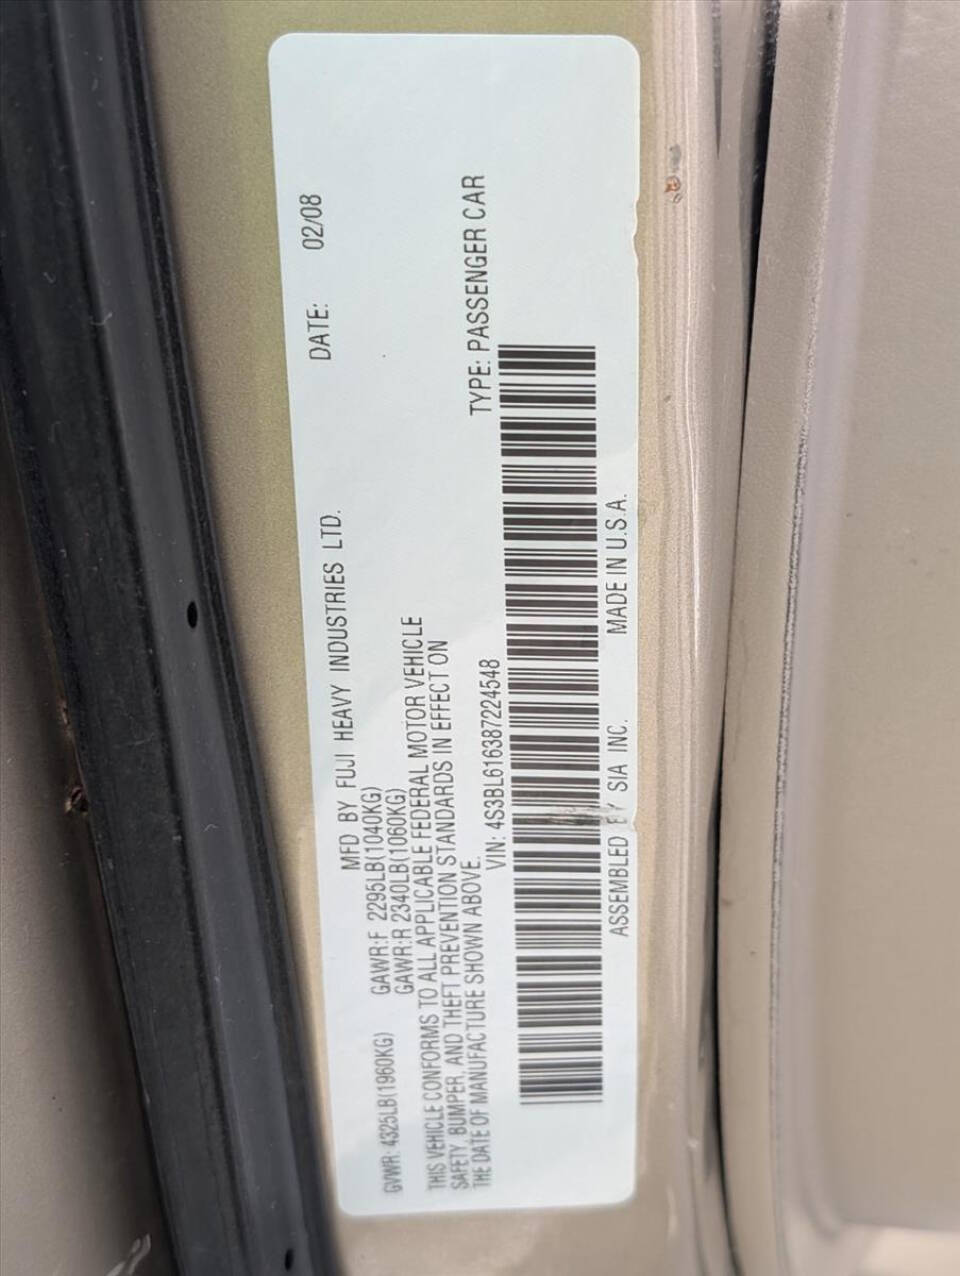 MFD BY FUJI HEAVY INDUSTRIES LTD. DATE: 02/08
GVWR: 4325LB(1960KG) GAWR:F 2295LB(1040KG)
GAWR:R 2340LB(1060KG)
THIS VEHICLE CONFORMS TO ALL APPLICABLE FEDERAL MOTOR VEHICLE
SAFETY, BUMPER, AND THEFT PREVENTION STANDARDS IN EFFECT ON
THE DATE OF MANUFACTURE SHOWN ABOVE.
VIN: 4S3BL616387224548 TYPE: PASSENGER CAR
ASSEMBLED BY SIA INC. MADE IN U.S.A.